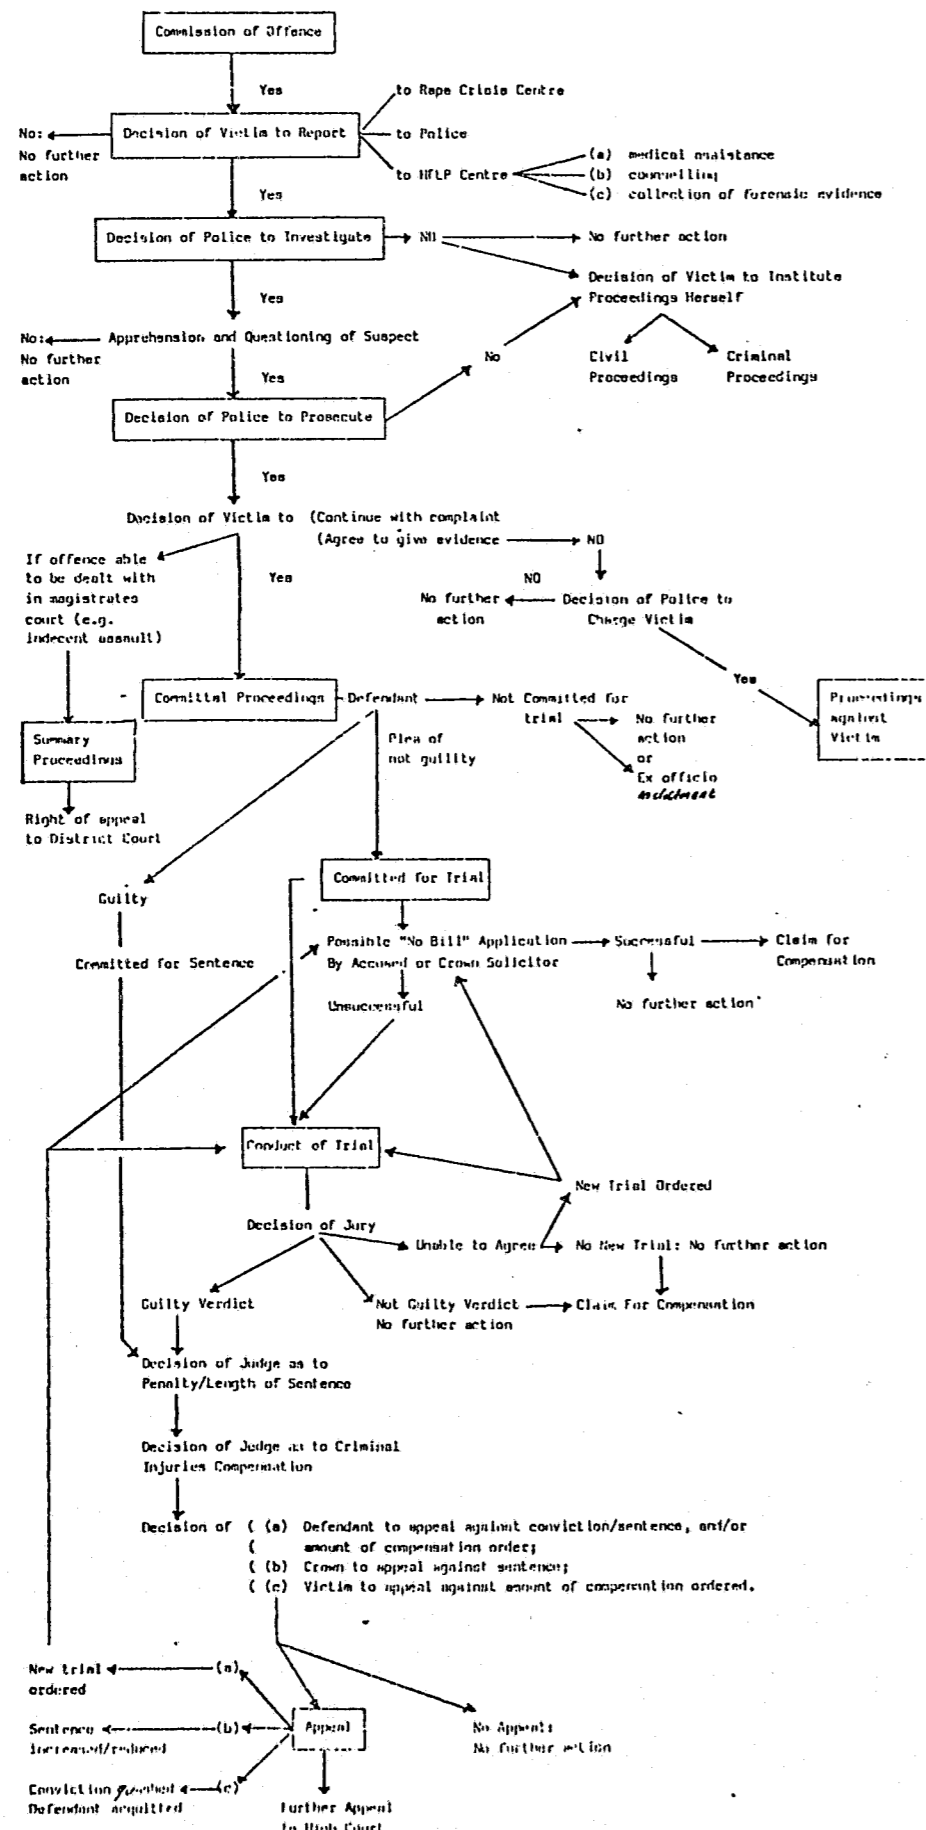 Commission of Offence
Yes
to Rape Crisis Centre
No:
Decision of Victim to Report
to Police
No further
action
to HELP Centre
(a) medical assistance
(b) counselling
(c) collection of forensic evidence
Yes
Decision of Police to Investigate
NO
No further action
Decision of Victim to Institute
Proceedings Herself
Yes
No:
Apprehension and Questioning of Suspect
No further
action
No
Civil
Proceedings
Criminal
Proceedings
Yes
Decision of Police to Prosecute
Yes
Decision of Victim to (Continue with complaint
(Agree to give evidence
NO
If offence able
to be dealt with
in magistrates
court (e.g.
indecent assault)
Yes
NO
No further
action
Decision of Police to
Charge Victim
Yes
Proceedings
against
Victim
Committal Proceedings
Defendant
Not Committed for
trial
No further
action
or
Ex officio
indictment
Summary
Proceedings
Plea of
not guilty
Right of appeal
to District Court
Committed for Trial
Guilty
Possible "No Bill" Application
By Accused or Crown Solicitor
Successful
Claim for
Compensation
Committed for Sentence
Unsuccessful
No further action
Conduct of Trial
New Trial Ordered
Decision of Jury
Unable to Agree
No New Trial: No further action
Guilty Verdict
Not Guilty Verdict
No further action
Claim For Compensation
Decision of Judge as to
Penalty/Length of Sentence
Decision of Judge as to Criminal
Injuries Compensation
Decision of ( (a) Defendant to appeal against conviction/sentence, and/or
( amount of compensation order;
( (b) Crown to appeal against sentence;
( (c) Victim to appeal against amount of compensation ordered.
New trial
ordered
(a)
Sentence
increased/reduced
(b)
Appeal
No Appeal:
No further action
Conviction quashed
Defendant acquitted
(c)
Further Appeal
to High Court